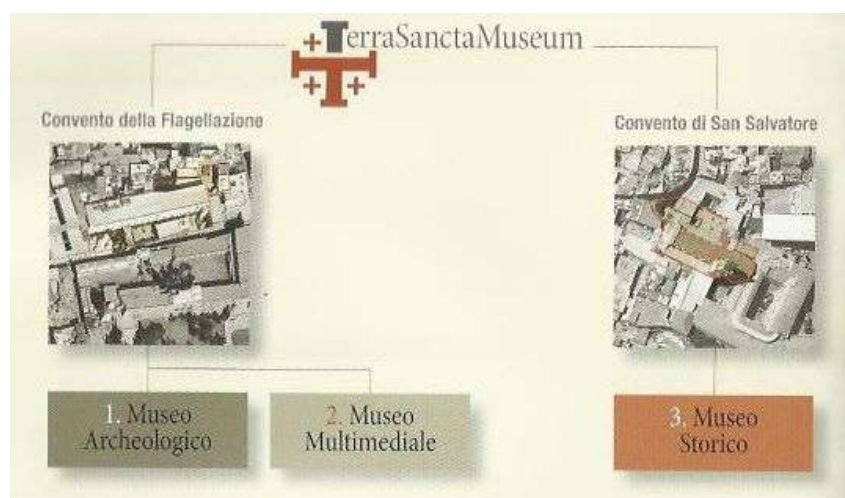 TerraSanctaMuseum
Convento della Flagellazione
Convento di San Salvatore
1. Museo
Archeologico
2. Museo
Multimediale
3. Museo
Storico